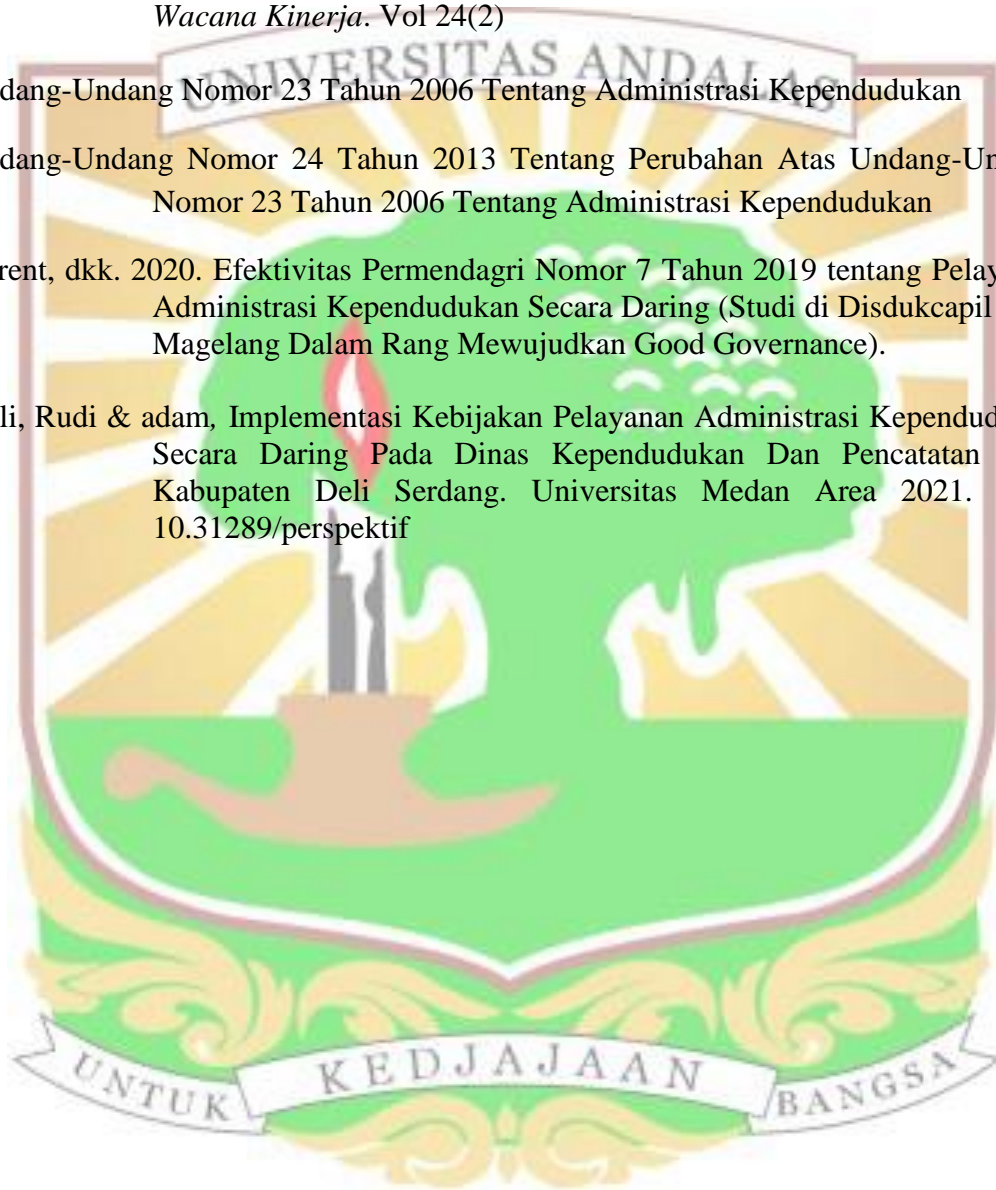 Wacana Kinerja. Vol 24(2)
UNIVERSITAS ANDALAS
dang-Undang Nomor 23 Tahun 2006 Tentang Administrasi Kependudukan
dang-Undang Nomor 24 Tahun 2013 Tentang Perubahan Atas Undang-Un
Nomor 23 Tahun 2006 Tentang Administrasi Kependudukan
rent, dkk. 2020. Efektivitas Permendagri Nomor 7 Tahun 2019 tentang Pelay
Administrasi Kependudukan Secara Daring (Studi di Disdukcapil
Magelang Dalam Rang Mewujudkan Good Governance).
li, Rudi & adam, Implementasi Kebijakan Pelayanan Administrasi Kependud
Secara Daring Pada Dinas Kependudukan Dan Pencatatan
Kabupaten Deli Serdang. Universitas Medan Area 2021.
10.31289/perspektif
UNTUK KEDJAJAAN BANGSA